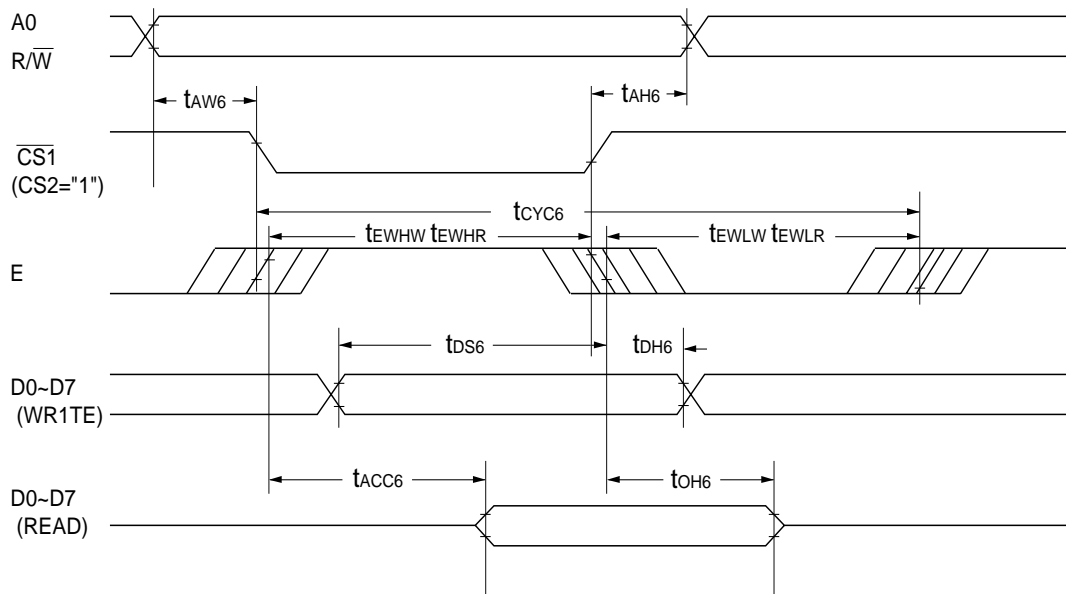 A0
R/W̅
tAW6
tAH6
C̅S̅1̅
(CS2="1")
tCYC6
tEWHW tEWHR
tEWLW tEWLR
E
tDS6
tDH6
D0~D7
(WR1TE)
tACC6
tOH6
D0~D7
(READ)